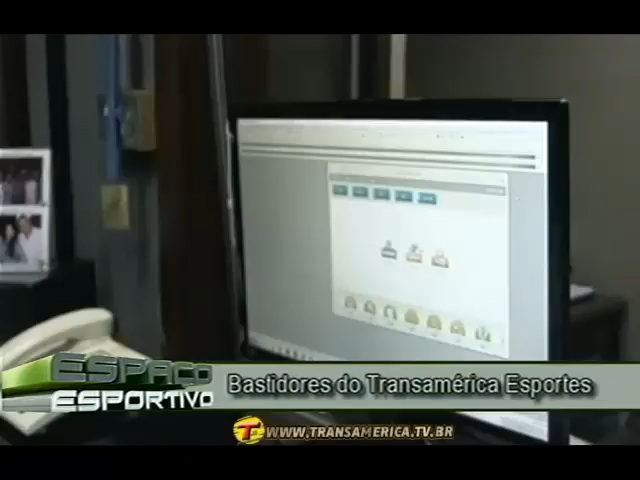 ESPAÇO
ESPORTIVO
Bastidores do Transamérica Esportes
WWW.TRANSAMERICA.TV.BR